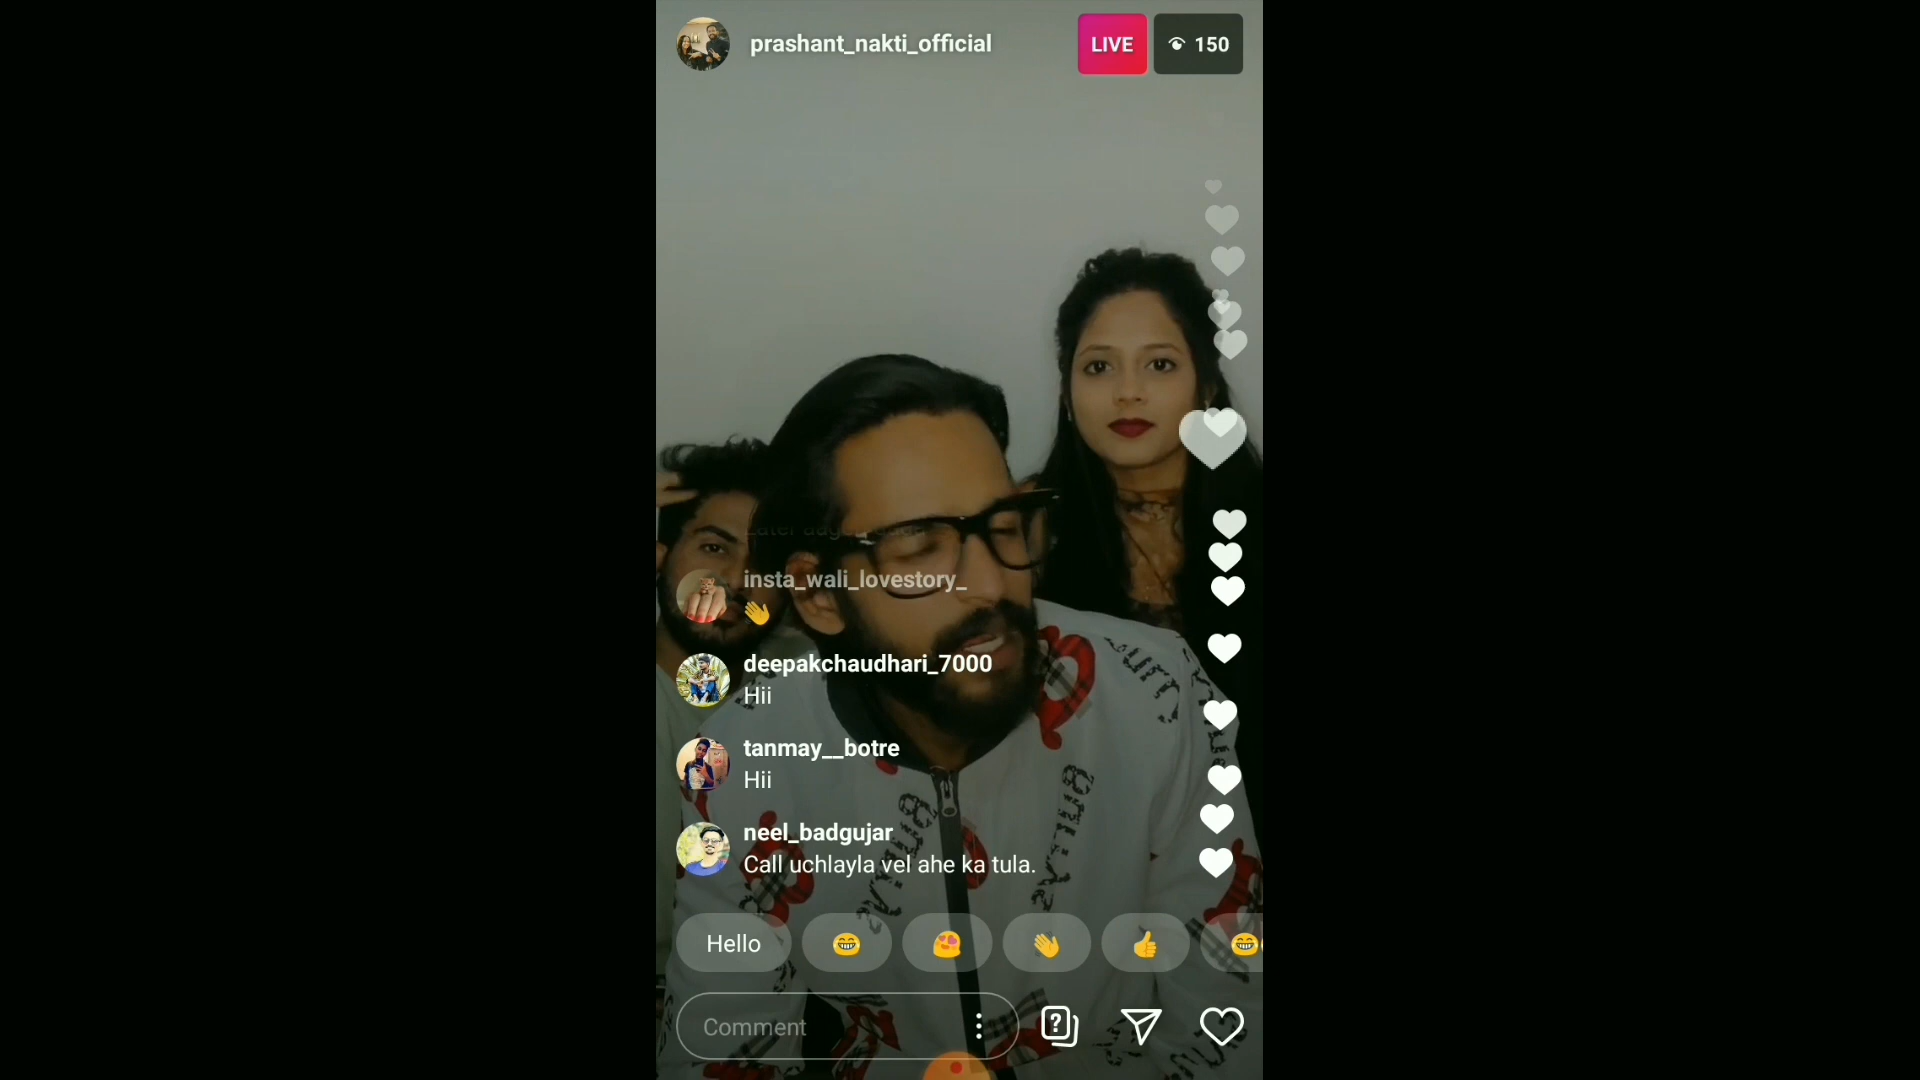 prashant_nakti_official
LIVE
150
insta_wali_lovestory_
👋
deepakchaudhari_7000
Hii
tanmay__botre
Hii
neel_badgujar
Call uchlayla vel ahe ka tula.
Hello 😁 😍 👋 👍 😁
Comment